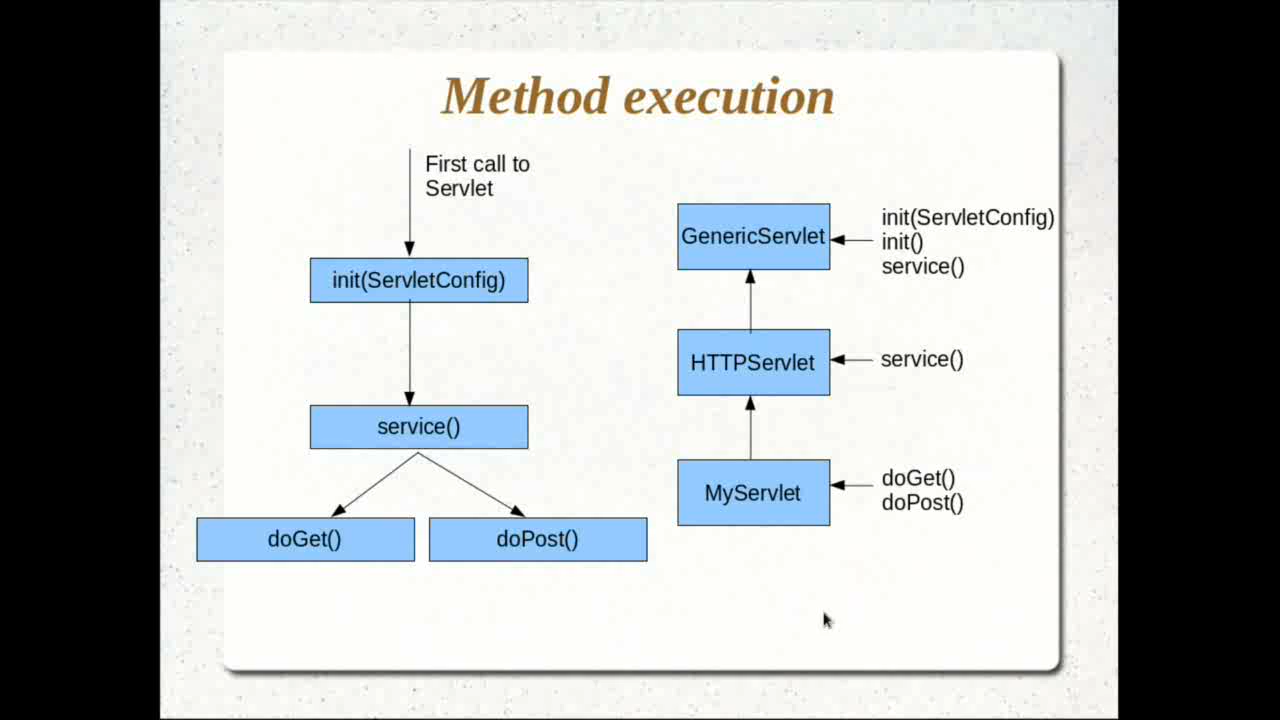 Method execution
First call to
Servlet
init(ServletConfig)
service()
doGet()
doPost()
GenericServlet
init(ServletConfig)
init()
service()
HTTPServlet
service()
MyServlet
doGet()
doPost()